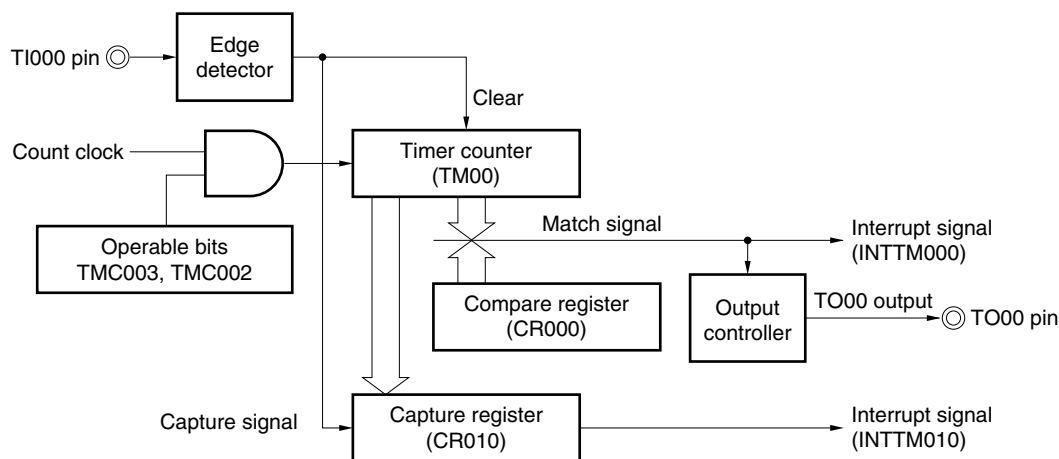 TI000 pin
Edge
detector
Clear
Count clock
Timer counter
(TM00)
Operable bits
TMC003, TMC002
Match signal
Interrupt signal
(INTTM000)
Compare register
(CR000)
Output
controller
TO00 output
TO00 pin
Capture signal
Capture register
(CR010)
Interrupt signal
(INTTM010)